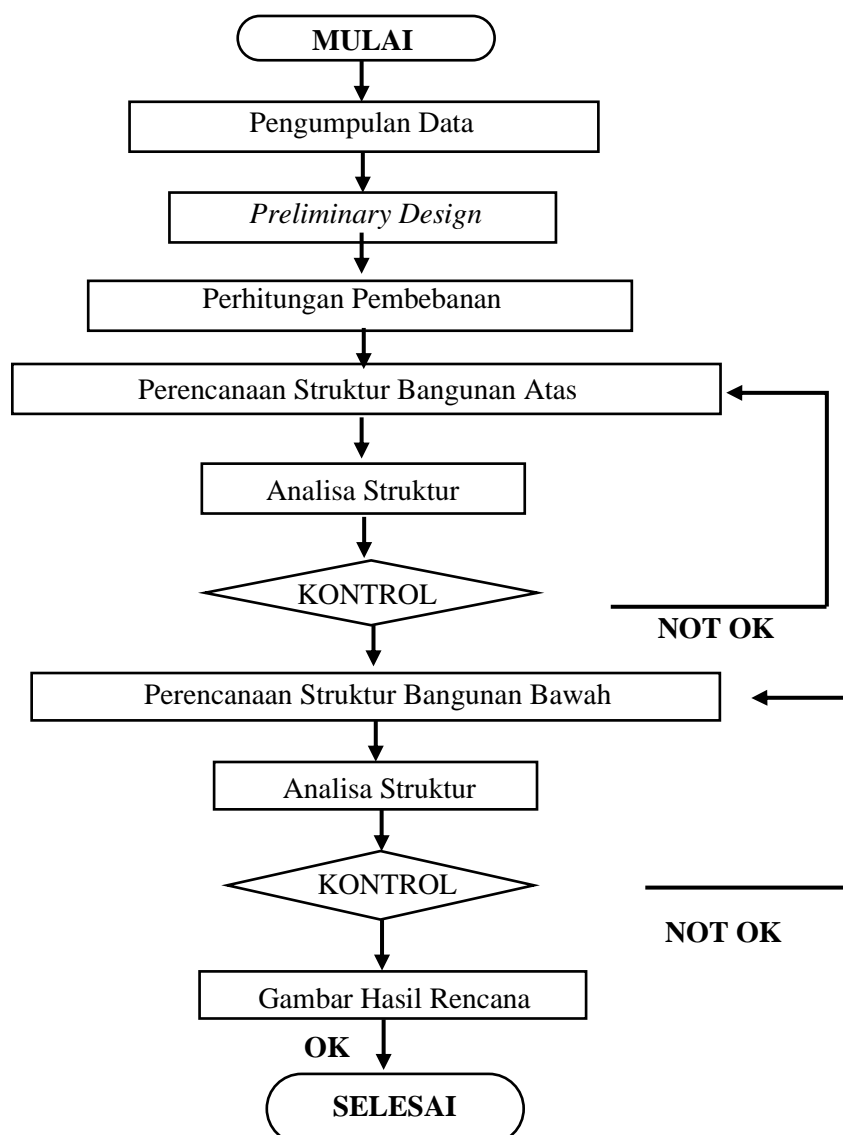 MULAI
Pengumpulan Data
Preliminary Design
Perhitungan Pembebanan
Perencanaan Struktur Bangunan Atas
Analisa Struktur
KONTROL
NOT OK
Perencanaan Struktur Bangunan Bawah
Analisa Struktur
KONTROL
NOT OK
Gambar Hasil Rencana
OK
SELESAI